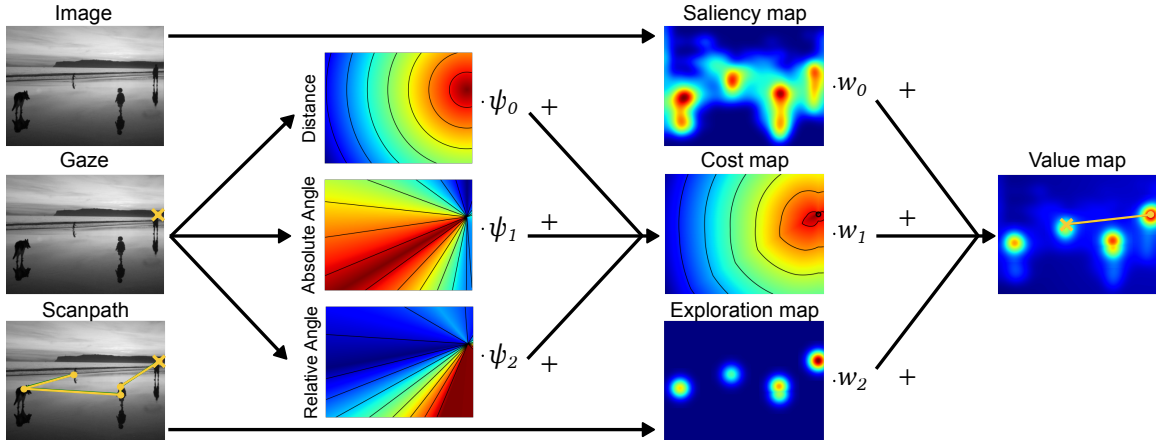 Image
Saliency map
Distance
· ψ0 +
· w0 +
Gaze
Cost map
Value map
Absolute Angle
· ψ1 +
· w1 +
Scanpath
Exploration map
Relative Angle
· ψ2 +
· w2 +